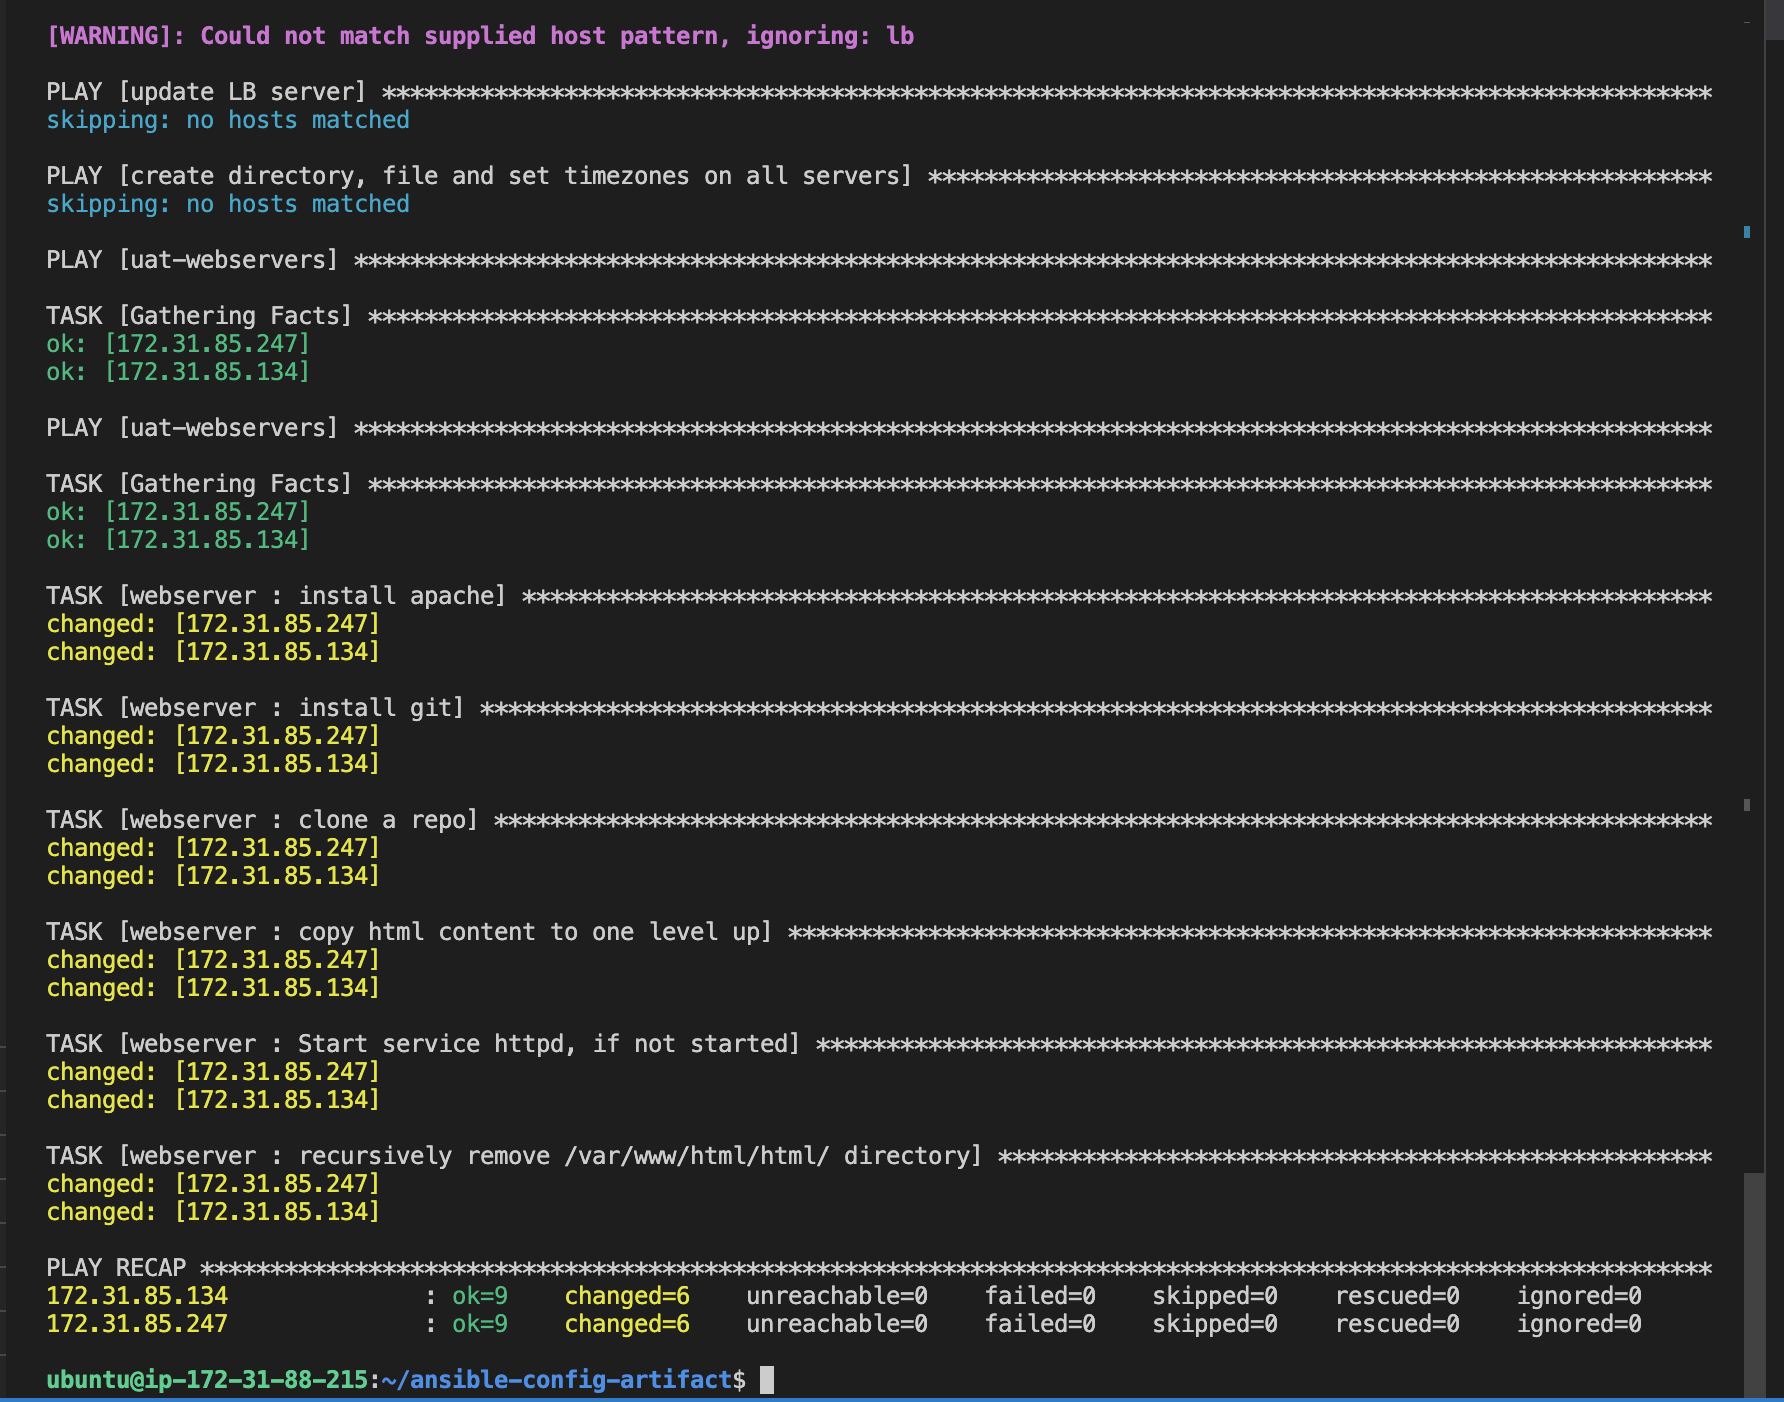 [WARNING]: Could not match supplied host pattern, ignoring: lb
PLAY [update LB server] ***********************************************************************************************
skipping: no hosts matched
PLAY [create directory, file and set timezones on all servers] ********************************************************
skipping: no hosts matched
PLAY [uat-webservers] *************************************************************************************************
TASK [Gathering Facts] ************************************************************************************************
ok: [172.31.85.247]
ok: [172.31.85.134]
PLAY [uat-webservers] *************************************************************************************************
TASK [Gathering Facts] ************************************************************************************************
ok: [172.31.85.247]
ok: [172.31.85.134]
TASK [webserver : install apache] *************************************************************************************
changed: [172.31.85.247]
changed: [172.31.85.134]
TASK [webserver : install git] ****************************************************************************************
changed: [172.31.85.247]
changed: [172.31.85.134]
TASK [webserver : clone a repo] ***************************************************************************************
changed: [172.31.85.247]
changed: [172.31.85.134]
TASK [webserver : copy html content to one level up] ******************************************************************
changed: [172.31.85.247]
changed: [172.31.85.134]
TASK [webserver : Start service httpd, if not started] ****************************************************************
changed: [172.31.85.247]
changed: [172.31.85.134]
TASK [webserver : recursively remove /var/www/html/html/ directory] ***************************************************
changed: [172.31.85.247]
changed: [172.31.85.134]
PLAY RECAP ************************************************************************************************************
172.31.85.134 : ok=9 changed=6 unreachable=0 failed=0 skipped=0 rescued=0 ignored=0
172.31.85.247 : ok=9 changed=6 unreachable=0 failed=0 skipped=0 rescued=0 ignored=0
ubuntu@ip-172-31-88-215:~/ansible-config-artifact$